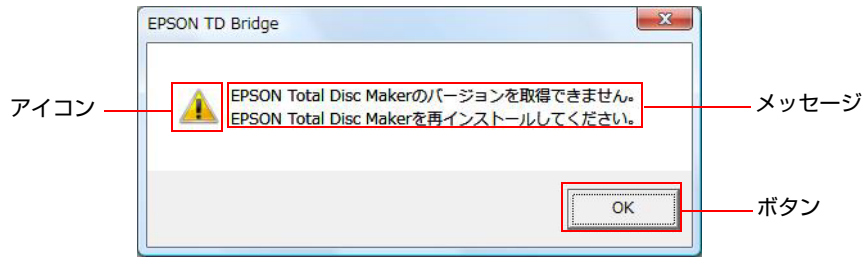 EPSON TD Bridge
アイコン
EPSON Total Disc Makerのバージョンを取得できません。
EPSON Total Disc Makerを再インストールしてください。
メッセージ
OK
ボタン